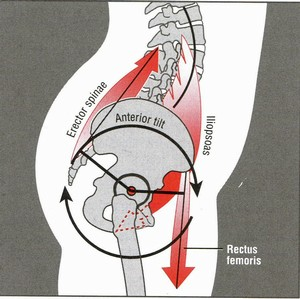 Erector spinae
Anterior tilt
Iliopsoas
Rectus
femoris